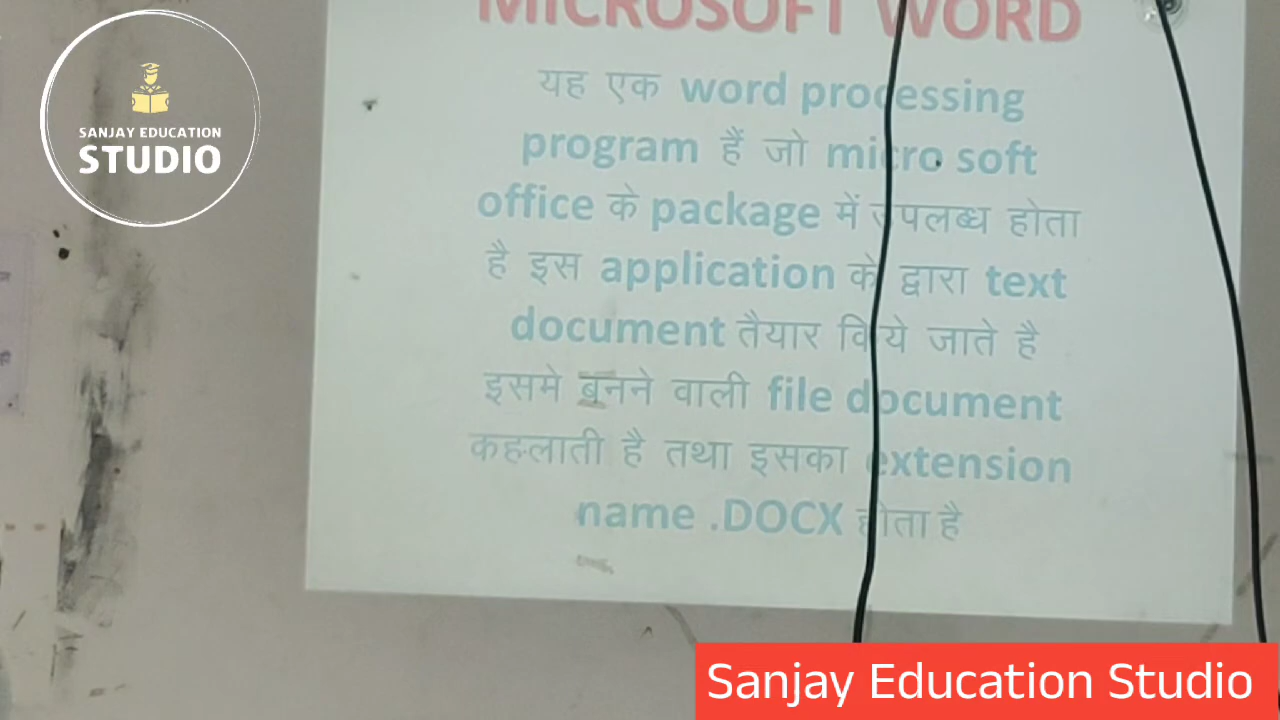 SANJAY EDUCATION
STUDIO
MICROSOFT WORD
यह एक word processing
program हैं जो micro soft
office के package में उपलब्ध होता
है इस application के द्वारा text
document तैयार किये जाते है
इसमे बनने वाली file document
कहलाती है तथा इसका extension
name .DOCX होता है
Sanjay Education Studio